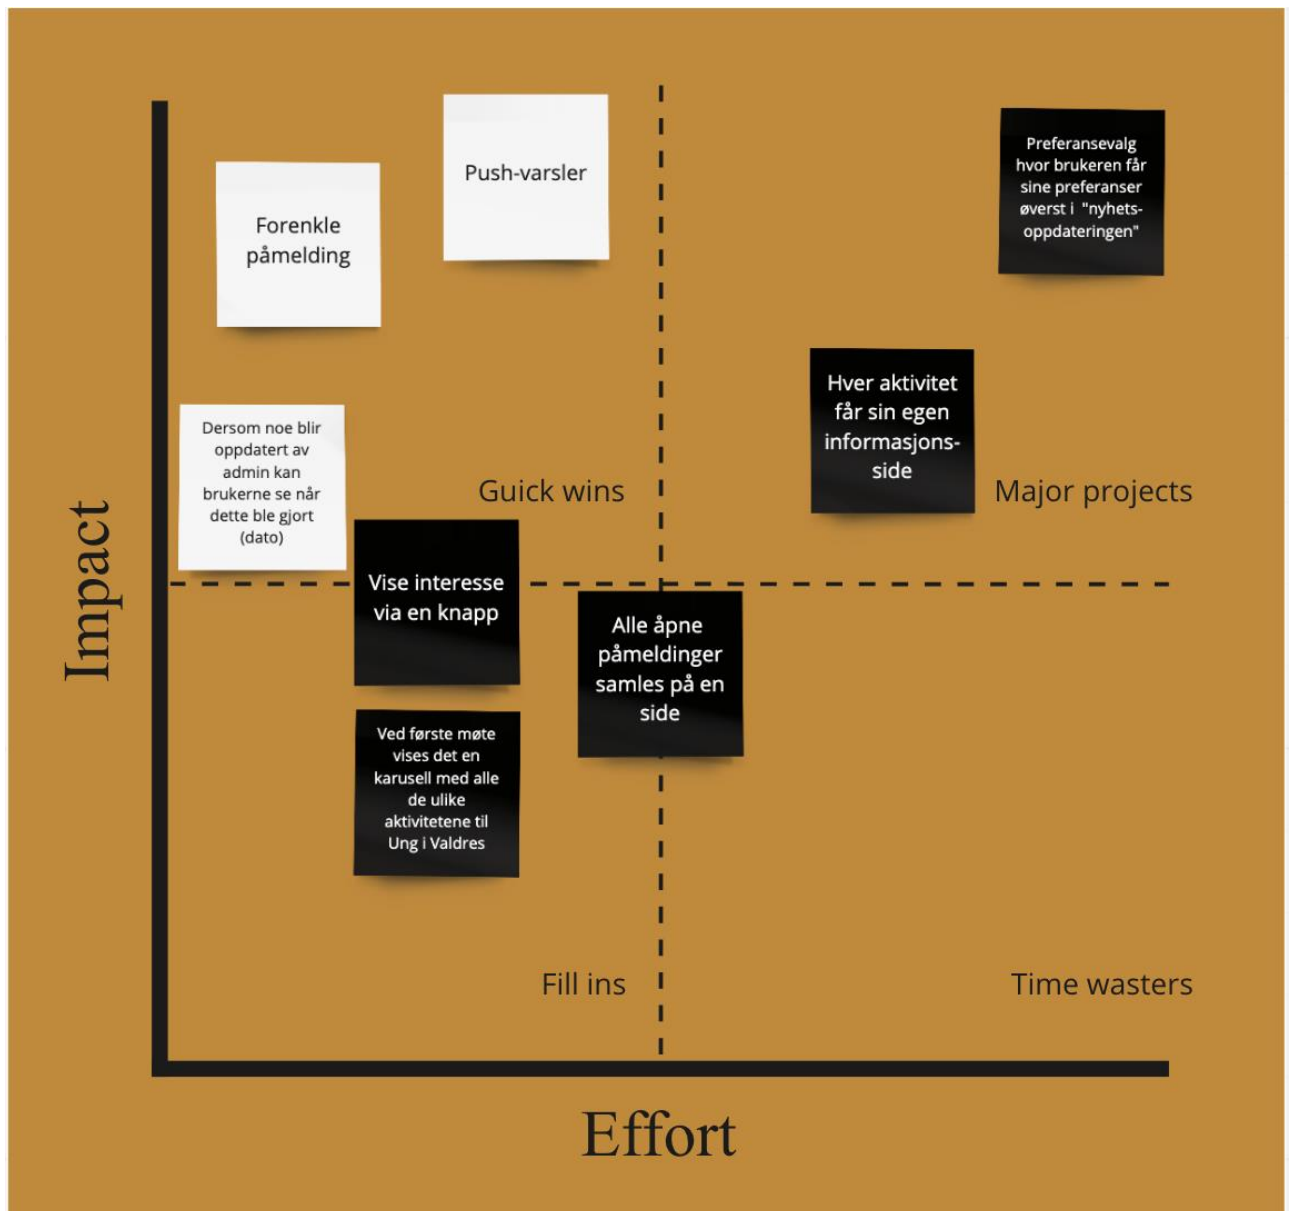 Push-varsler
Forenkle
påmelding
Preferansevalg
hvor brukeren får
sine preferanser
øverst i "nyhets-
oppdateringen"
Hver aktivitet
får sin egen
informasjons-
side
Dersom noe blir
oppdatert av
admin kan
brukerne se når
dette ble gjort
(dato)
Guick wins
Major projects
Impact
Vise interesse
via en knapp
Alle åpne
påmeldinger
samles på en
side
Ved første møte
vises det en
karusell med alle
de ulike
aktivitetene til
Ung i Valdres
Fill ins
Time wasters
Effort